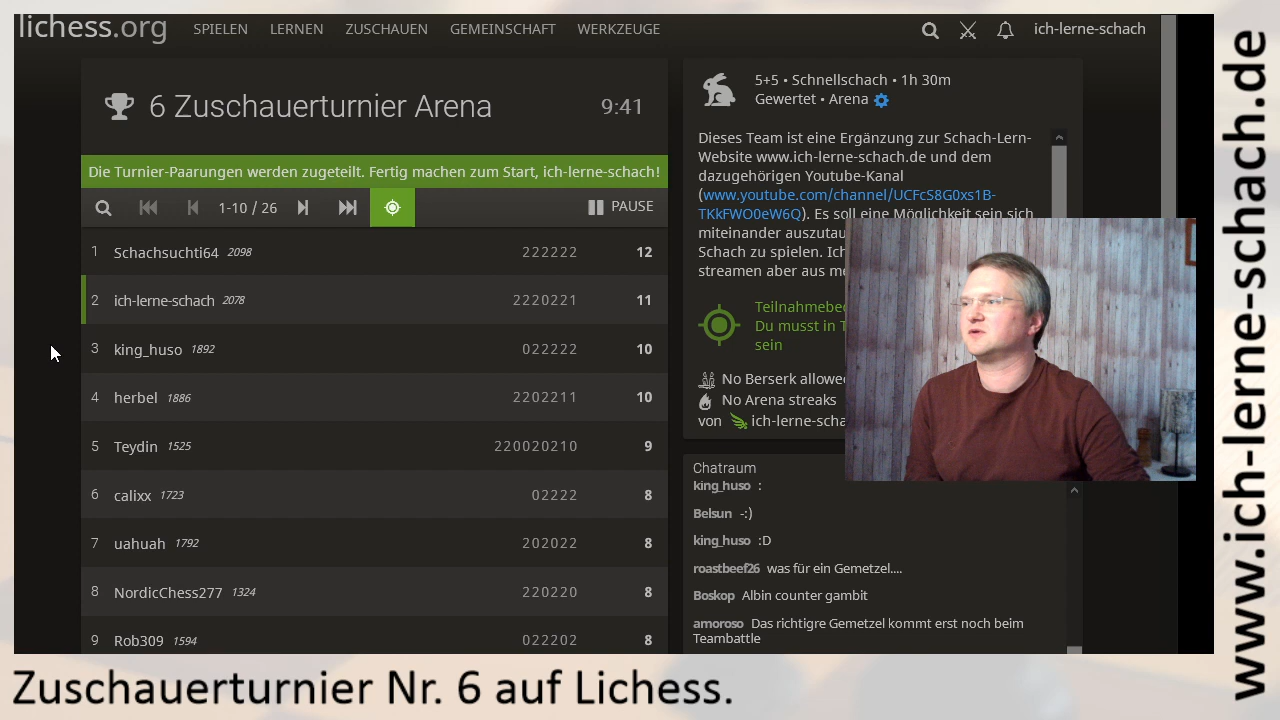 lichess.org SPIELEN LERNEN ZUSCHAUEN GEMEINSCHAFT WERKZEUGE ich-lerne-schach
6 Zuschauerturnier Arena 9:41
Die Turnier-Paarungen werden zugeteilt. Fertig machen zum Start, ich-lerne-schach!
1-10 / 26 PAUSE
1 Schachsuchti64 2098 222222 12
2 ich-lerne-schach 2078 2220221 11
3 king_huso 1892 022222 10
4 herbel 1886 2202211 10
5 Teydin 1525 220020210 9
6 calixx 1723 02222 8
7 uahuah 1792 202022 8
8 NordicChess277 1324 220220 8
9 Rob309 1594 022202 8
5+5 • Schnellschach • 1h 30m
Gewertet • Arena
Dieses Team ist eine Ergänzung zur Schach-Lern-
Website www.ich-lerne-schach.de und dem
dazugehörigen Youtube-Kanal
(www.youtube.com/channel/UCFcS8G0xs1B-
TKkFWO0eW6Q). Es soll eine Möglichkeit sein sich
miteinander auszutau
Schach zu spielen. Ich
streamen aber aus me
Teilnahmebed
Du musst in T
sein
No Berserk allowe
No Arena streaks
von ich-lerne-scha
Chatraum
king_huso :
Belsun -:)
king_huso :D
roastbeef26 was für ein Gemetzel....
Boskop Albin counter gambit
amoroso Das richtigre Gemetzel kommt erst noch beim
Teambattle
www.ich-lerne-schach.de
Zuschauerturnier Nr. 6 auf Lichess.